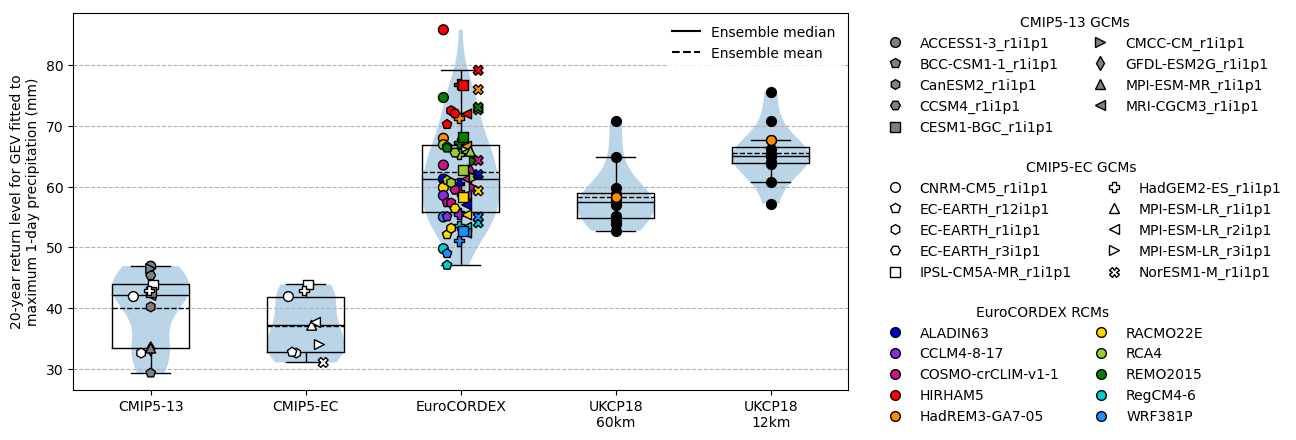 20-year return level for GEV fitted to
maximum 1-day precipitation (mm)
80
70
60
50
40
30
Ensemble median
Ensemble mean
CMIP5-13
CMIP5-EC
EuroCORDEX
UKCP18
60km
UKCP18
12km
CMIP5-13 GCMs
ACCESS1-3_r1i1p1
BCC-CSM1-1_r1i1p1
CanESM2_r1i1p1
CCSM4_r1i1p1
CESM1-BGC_r1i1p1
CMCC-CM_r1i1p1
GFDL-ESM2G_r1i1p1
MPI-ESM-MR_r1i1p1
MRI-CGCM3_r1i1p1
CMIP5-EC GCMs
CNRM-CM5_r1i1p1
EC-EARTH_r12i1p1
EC-EARTH_r1i1p1
EC-EARTH_r3i1p1
IPSL-CM5A-MR_r1i1p1
HadGEM2-ES_r1i1p1
MPI-ESM-LR_r1i1p1
MPI-ESM-LR_r2i1p1
MPI-ESM-LR_r3i1p1
NorESM1-M_r1i1p1
EuroCORDEX RCMs
ALADIN63
CCLM4-8-17
COSMO-crCLIM-v1-1
HIRHAM5
HadREM3-GA7-05
RACMO22E
RCA4
REMO2015
RegCM4-6
WRF381P